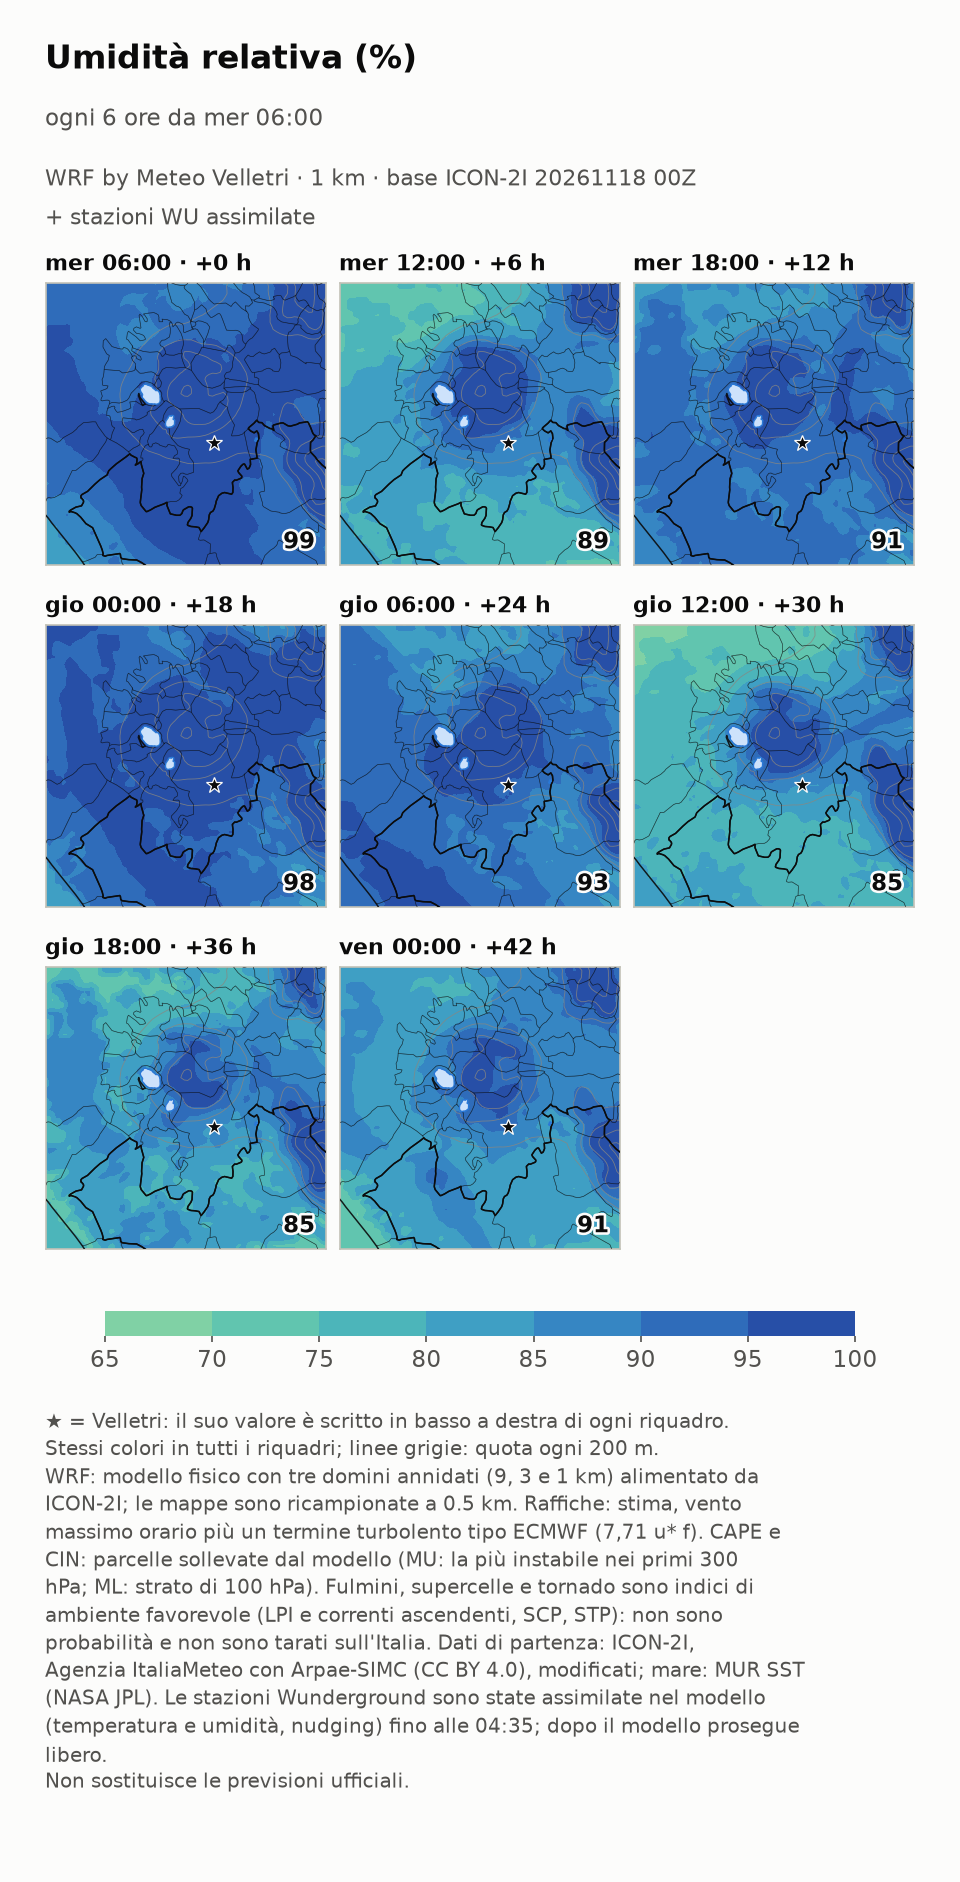 Umidità relativa (%)
ogni 6 ore da mer 06:00
WRF by Meteo Velletri · 1 km · base ICON-2I 20261118 00Z
+ stazioni WU assimilate
mer 06:00 · +0 h
mer 12:00 · +6 h
mer 18:00 · +12 h
99
89
91
gio 00:00 · +18 h
gio 06:00 · +24 h
gio 12:00 · +30 h
98
93
85
gio 18:00 · +36 h
ven 00:00 · +42 h
85
91
65 70 75 80 85 90 95 100
★ = Velletri: il suo valore è scritto in basso a destra di ogni riquadro.
Stessi colori in tutti i riquadri; linee grigie: quota ogni 200 m.
WRF: modello fisico con tre domini annidati (9, 3 e 1 km) alimentato da
ICON-2I; le mappe sono ricampionate a 0.5 km. Raffiche: stima, vento
massimo orario più un termine turbolento tipo ECMWF (7,71 u* f). CAPE e
CIN: parcelle sollevate dal modello (MU: la più instabile nei primi 300
hPa; ML: strato di 100 hPa). Fulmini, supercelle e tornado sono indici di
ambiente favorevole (LPI e correnti ascendenti, SCP, STP): non sono
probabilità e non sono tarati sull'Italia. Dati di partenza: ICON-2I,
Agenzia ItaliaMeteo con Arpae-SIMC (CC BY 4.0), modificati; mare: MUR SST
(NASA JPL). Le stazioni Wunderground sono state assimilate nel modello
(temperatura e umidità, nudging) fino alle 04:35; dopo il modello prosegue
libero.
Non sostituisce le previsioni ufficiali.